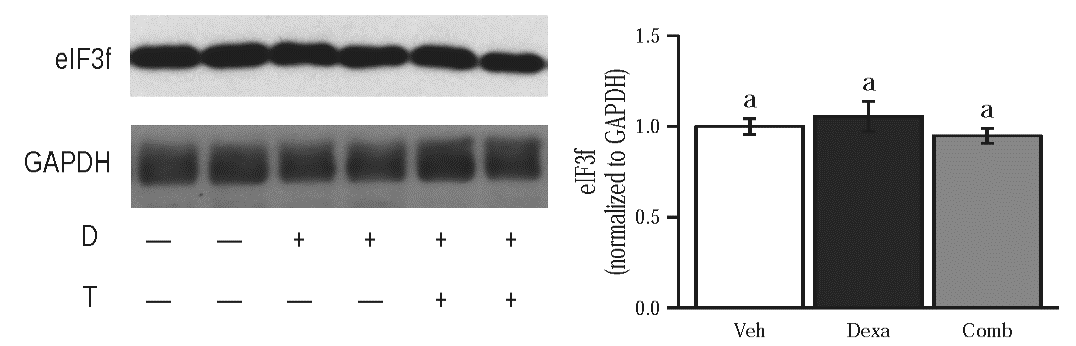 eIF3f
GAPDH
D — — + + + +
T — — — — + +
eIF3f
(normalized to GAPDH)
1.5
1.0
0.5
0.0
a
a
a
Veh Dexa Comb